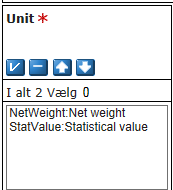 Unit *
I alt 2 Vælg 0
NetWeight:Net weight
StatValue:Statistical value